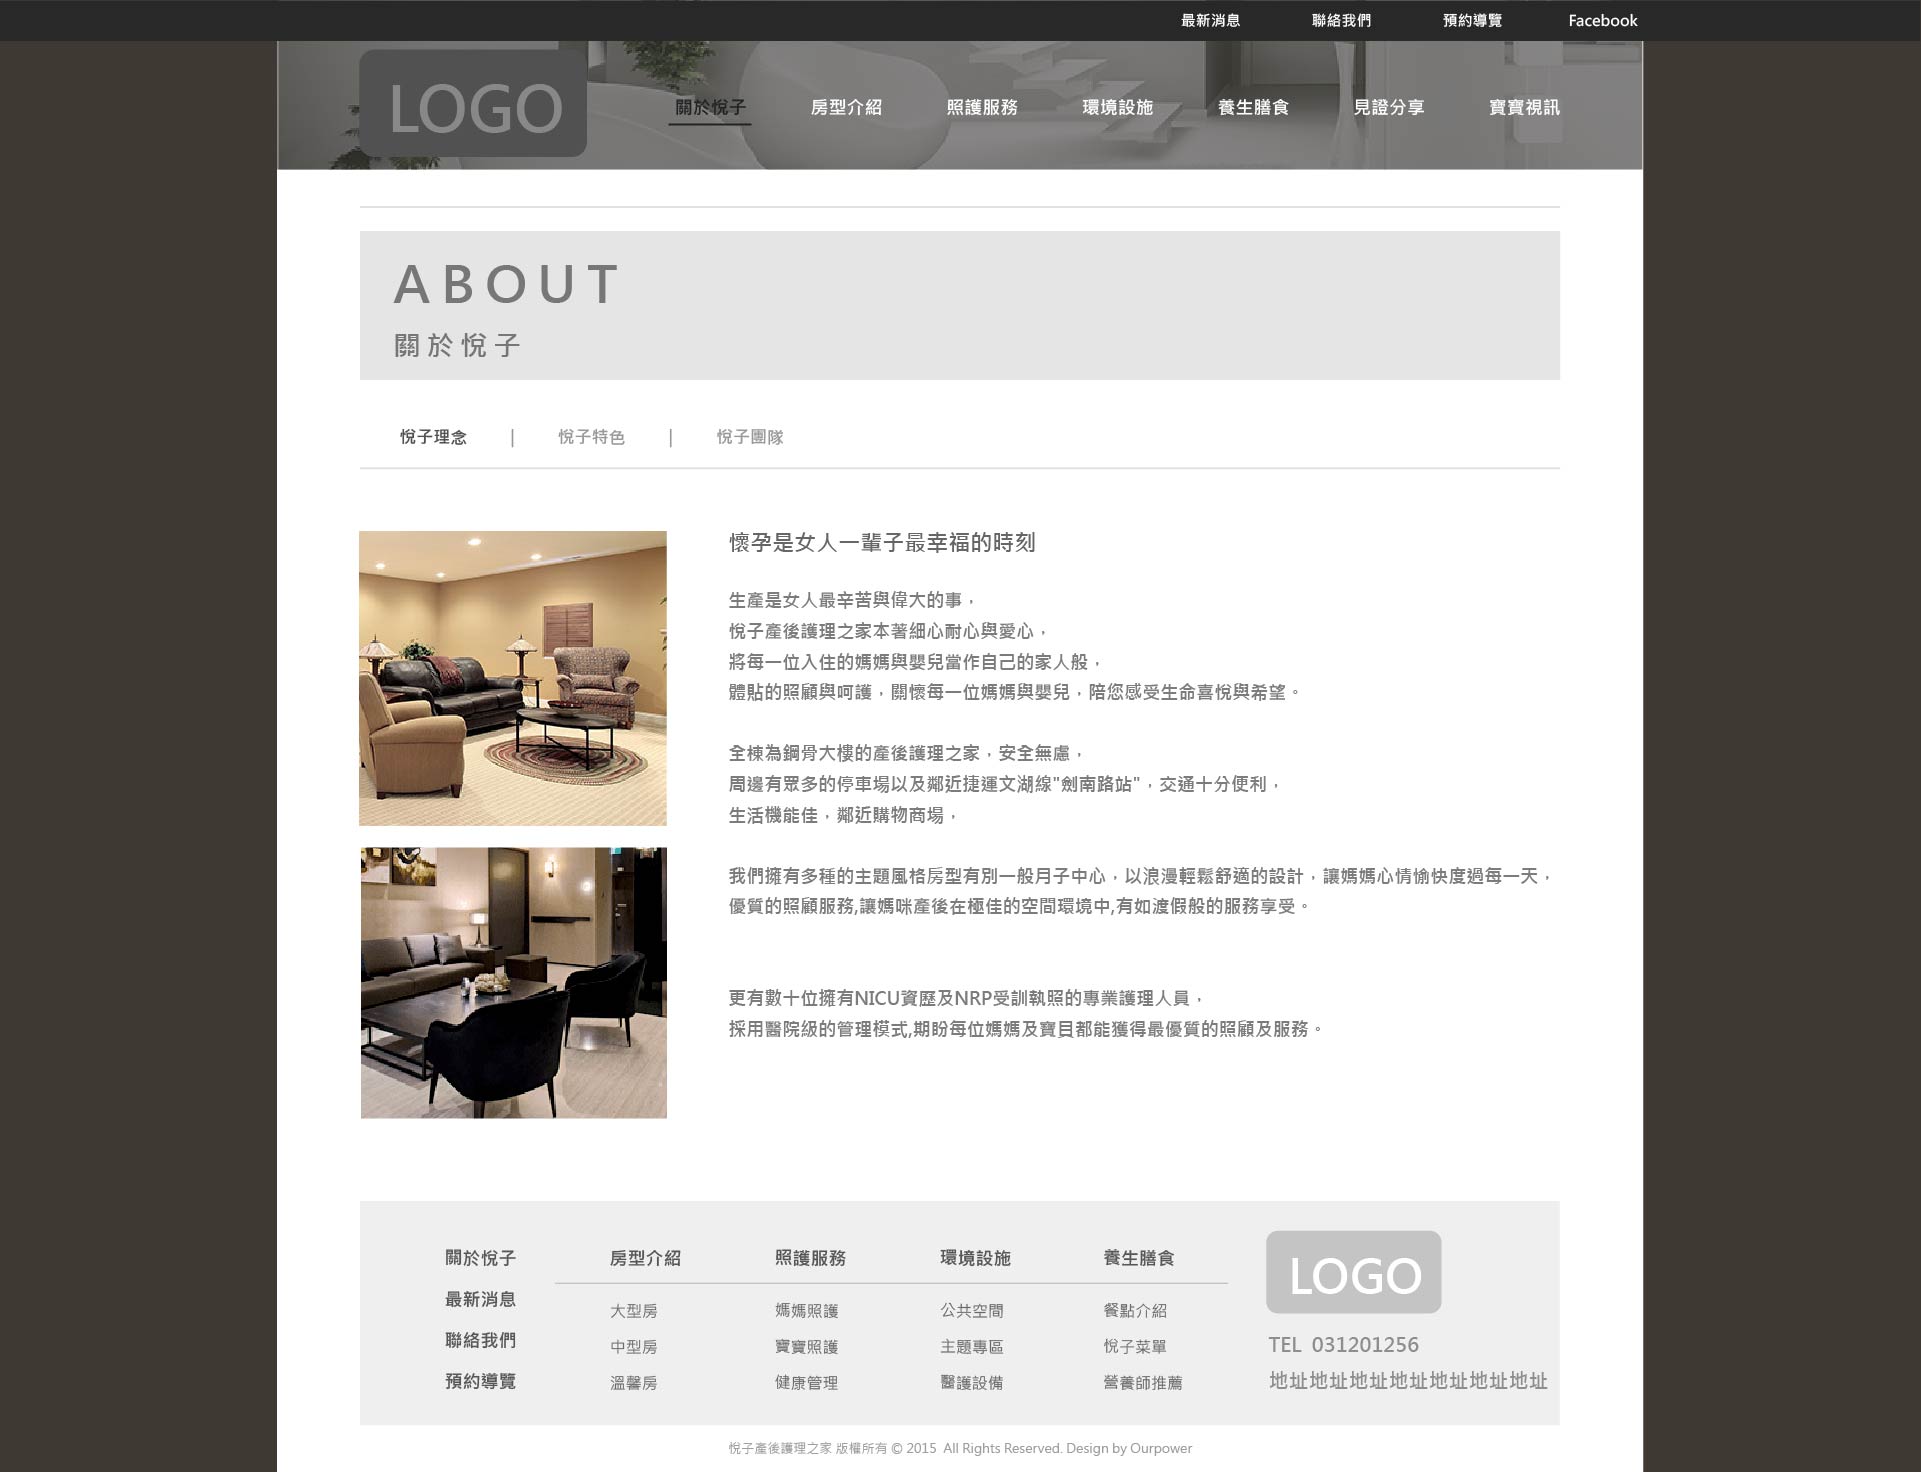 最新消息 聯絡我們 預約導覽 Facebook
LOGO
關於悅子 房型介紹 照護服務 環境設施 養生膳食 見證分享 寶寶視訊
ABOUT
關於悅子
悅子理念 | 悅子特色 | 悅子團隊
懷孕是女人一輩子最幸福的時刻
生產是女人最辛苦與偉大的事，
悅子產後護理之家本著細心耐心與愛心，
將每一位入住的媽媽與嬰兒當作自己的家人般，
體貼的照顧與呵護，關懷每一位媽媽與嬰兒，陪您感受生命喜悅與希望。
全棟為鋼骨大樓的產後護理之家，安全無慮，
周邊有眾多的停車場以及鄰近捷運文湖線"劍南路站"，交通十分便利，
生活機能佳，鄰近購物商場，
我們擁有多種的主題風格房型有別一般月子中心，以浪漫輕鬆舒適的設計，讓媽媽心情愉快度過每一天，
優質的照顧服務,讓媽咪產後在極佳的空間環境中,有如渡假般的服務享受。
更有數十位擁有NICU資歷及NRP受訓執照的專業護理人員，
採用醫院級的管理模式,期盼每位媽媽及寶貝都能獲得最優質的照顧及服務。
關於悅子 房型介紹 照護服務 環境設施 養生膳食
最新消息
聯絡我們
預約導覽
大型房 媽媽照護 公共空間 餐點介紹
中型房 寶寶照護 主題專區 悅子菜單
溫馨房 健康管理 醫護設備 營養師推薦
LOGO
TEL 031201256
地址地址地址地址地址地址地址
悅子產後護理之家 版權所有 © 2015 All Rights Reserved. Design by Ourpower